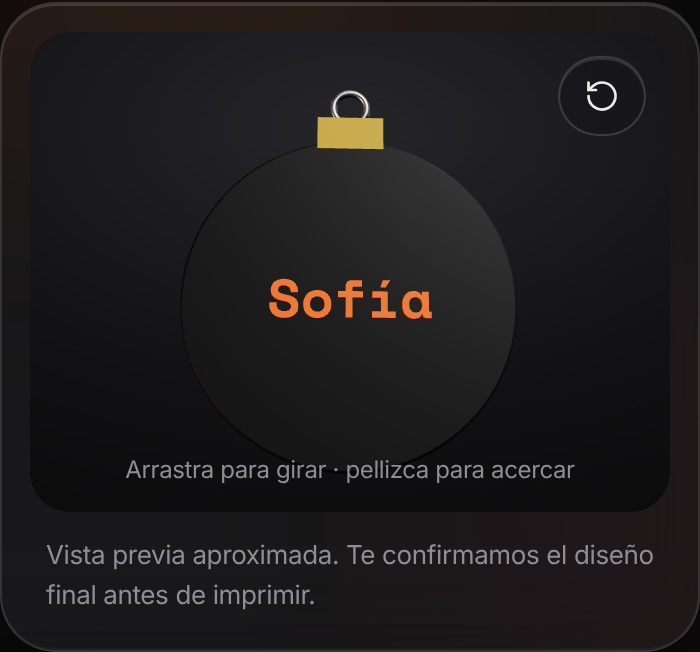 Sofía
Arrastra para girar · pellizca para acercar
Vista previa aproximada. Te confirmamos el diseño
final antes de imprimir.